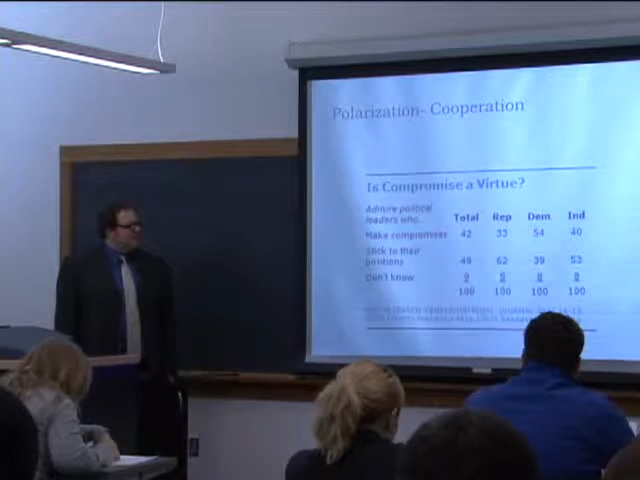 Polarization- Cooperation
Is Compromise a Virtue?
Admire political
leaders who... Total Rep Dem Ind
Make compromises 42 33 54 40
Stick to their
positions 49 62 39 53
Don't know 9
100 100 100 100